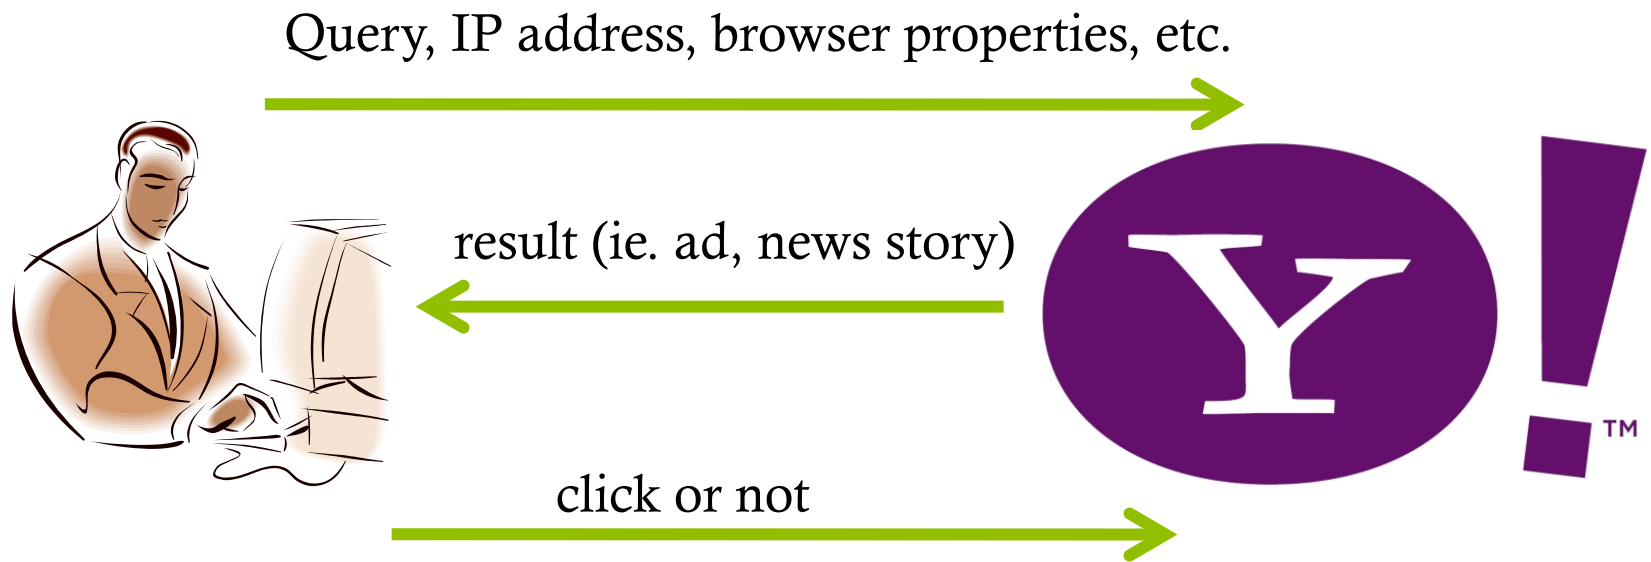 Query, IP address, browser properties, etc.
result (ie. ad, news story)
Y!
TM
click or not